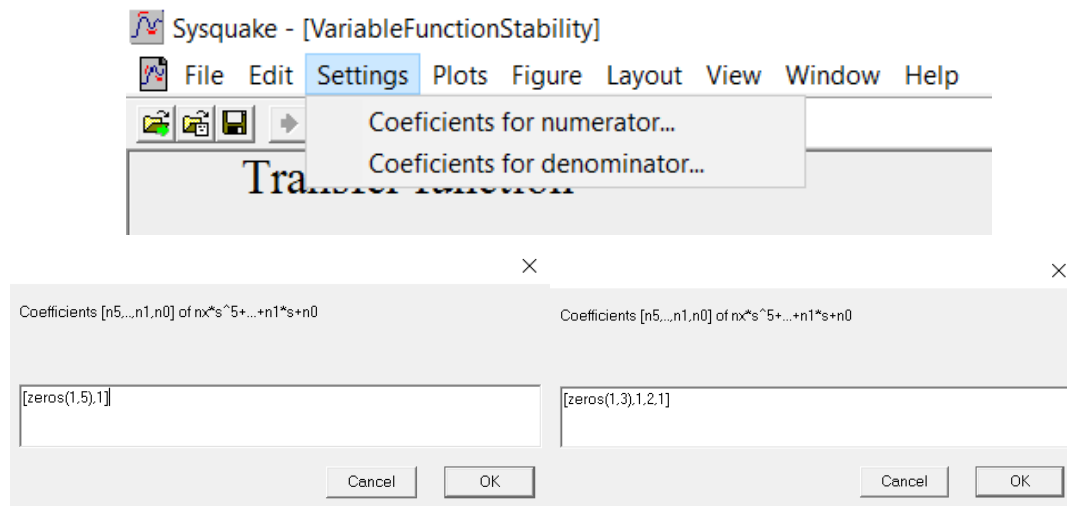 Sysquake - [VariableFunctionStability]
File Edit Settings Plots Figure Layout View Window Help
Coeficients for numerator...
Coeficients for denominator...
Transfer function
Coefficients [n5,..,n1,n0] of nx*s^5+...+n1*s+n0
[zeros(1,5),1]
Cancel OK
Coefficients [n5,..,n1,n0] of nx*s^5+...+n1*s+n0
[zeros(1,3),1,2,1]
Cancel OK